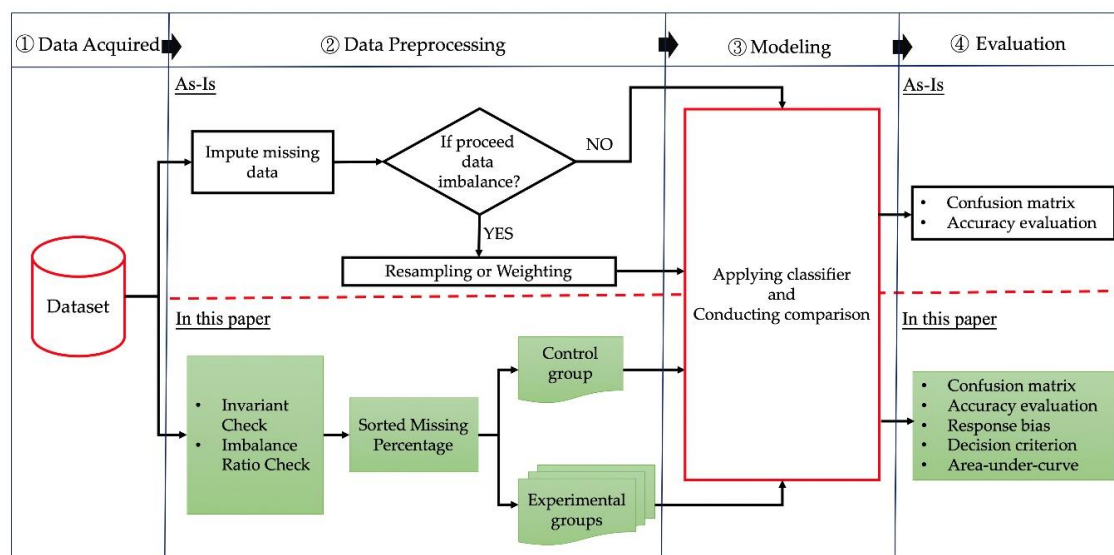 ① Data Acquired
② Data Preprocessing
③ Modeling
④ Evaluation
As-Is
As-Is
Impute missing
data
If proceed
data
imbalance?
NO
YES
Resampling or Weighting
Dataset
Applying classifier
and
Conducting comparison
• Confusion matrix
• Accuracy evaluation
In this paper
In this paper
• Invariant
Check
• Imbalance
Ratio Check
Sorted Missing
Percentage
Control
group
Experimental
groups
• Confusion matrix
• Accuracy evaluation
• Response bias
• Decision criterion
• Area-under-curve